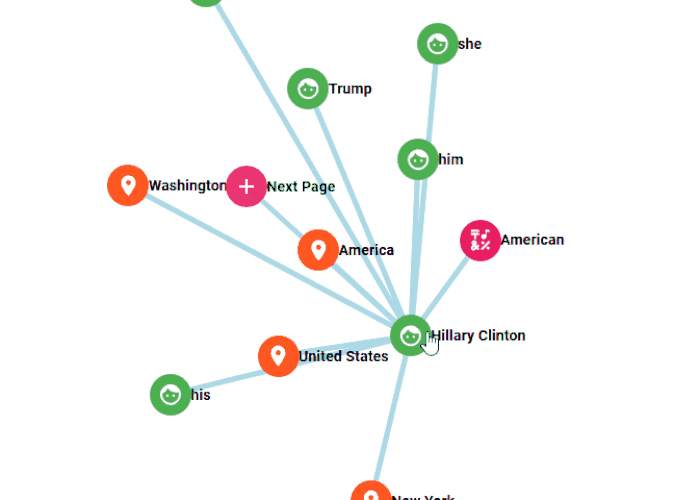 she
Trump
him
Washington
Next Page
American
America
Hillary Clinton
United States
his
New York